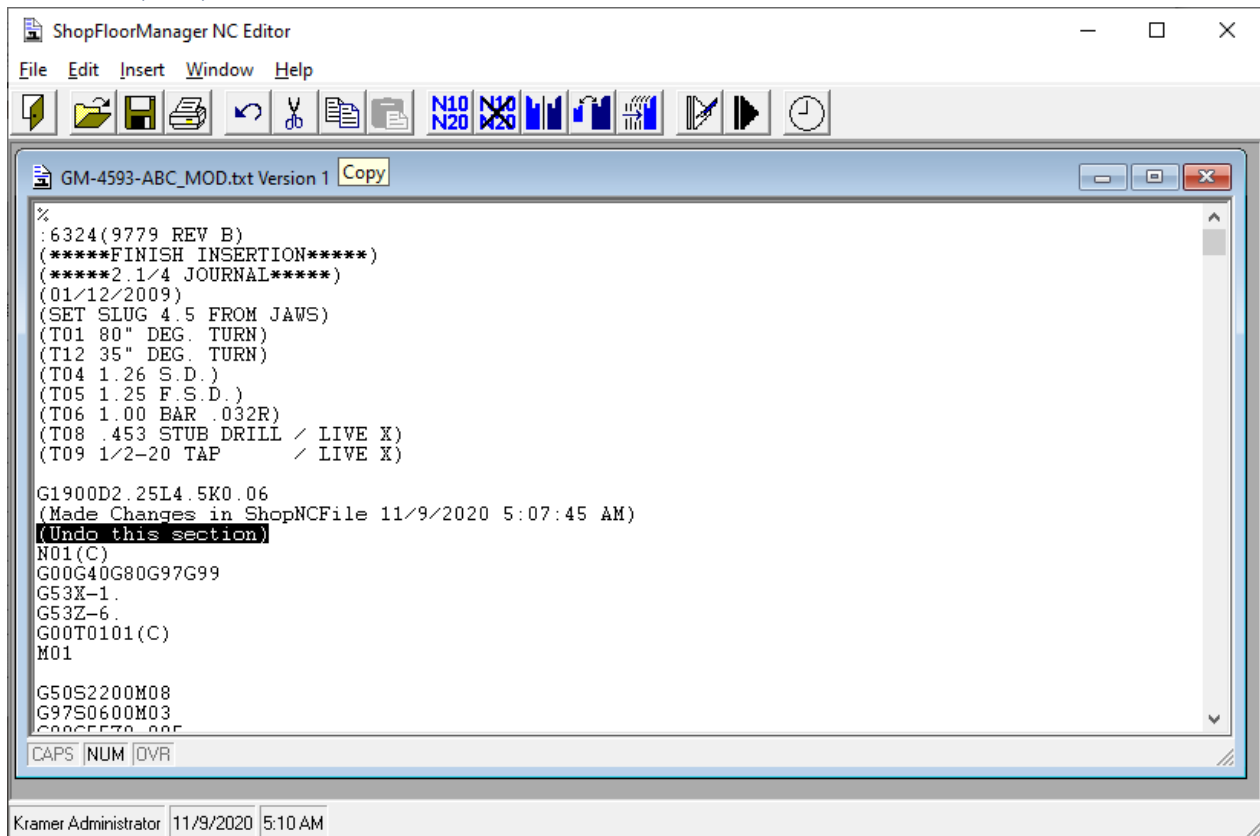 ShopFloorManager NC Editor
File Edit Insert Window Help
N10 N10
N20 N20
GM-4593-ABC_MOD.txt Version 1 Copy
%
:6324(9779 REV B)
(*****FINISH INSERTION*****)
(*****2.1/4 JOURNAL*****)
(01/12/2009)
(SET SLUG 4.5 FROM JAWS)
(T01 80" DEG. TURN)
(T12 35" DEG. TURN)
(T04 1.26 S.D.)
(T05 1.25 F.S.D.)
(T06 1.00 BAR .032R)
(T08 .453 STUB DRILL / LIVE X)
(T09 1/2-20 TAP / LIVE X)
G1900D2.25L4.5K0.06
(Made Changes in ShopNCFile 11/9/2020 5:07:45 AM)
(Undo this section)
N01(C)
G00G40G80G97G99
G53X-1.
G53Z-6.
G00T0101(C)
M01
G50S2200M08
G97S0600M03
CAPS NUM OVR
Kramer Administrator 11/9/2020 5:10 AM